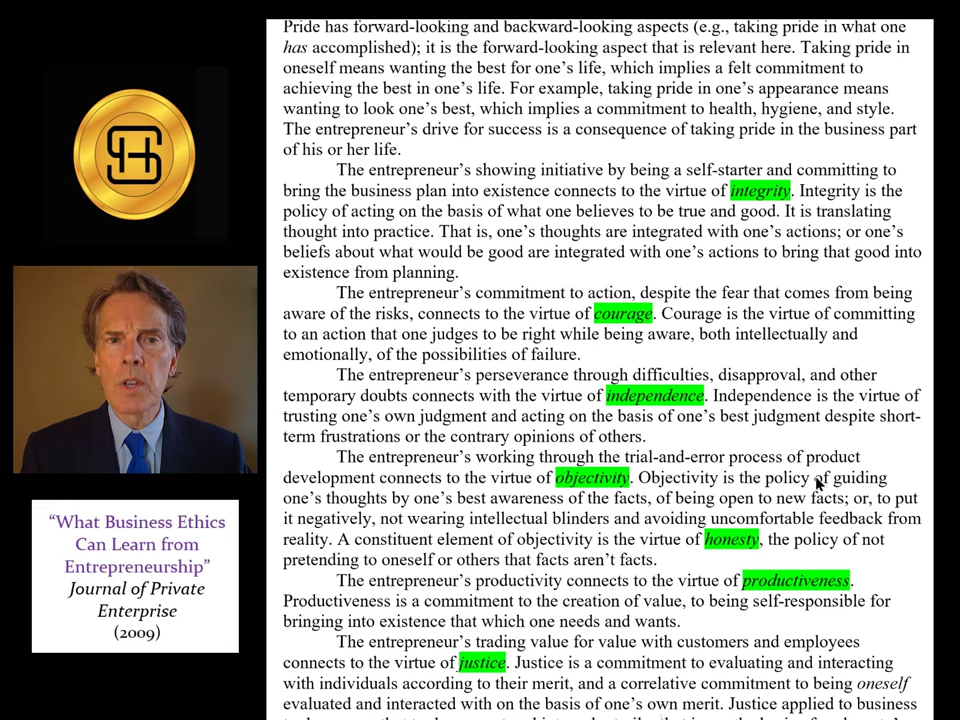 Pride has forward-looking and backward-looking aspects (e.g., taking pride in what one
has accomplished); it is the forward-looking aspect that is relevant here. Taking pride in
oneself means wanting the best for one’s life, which implies a felt commitment to
achieving the best in one’s life. For example, taking pride in one’s appearance means
wanting to look one’s best, which implies a commitment to health, hygiene, and style.
The entrepreneur’s drive for success is a consequence of taking pride in the business part
of his or her life.
The entrepreneur’s showing initiative by being a self-starter and committing to
bring the business plan into existence connects to the virtue of integrity. Integrity is the
policy of acting on the basis of what one believes to be true and good. It is translating
thought into practice. That is, one’s thoughts are integrated with one’s actions; or one’s
beliefs about what would be good are integrated with one’s actions to bring that good into
existence from planning.
The entrepreneur’s commitment to action, despite the fear that comes from being
aware of the risks, connects to the virtue of courage. Courage is the virtue of committing
to an action that one judges to be right while being aware, both intellectually and
emotionally, of the possibilities of failure.
The entrepreneur’s perseverance through difficulties, disapproval, and other
temporary doubts connects with the virtue of independence. Independence is the virtue of
trusting one’s own judgment and acting on the basis of one’s best judgment despite short-
term frustrations or the contrary opinions of others.
The entrepreneur’s working through the trial-and-error process of product
development connects to the virtue of objectivity. Objectivity is the policy of guiding
one’s thoughts by one’s best awareness of the facts, of being open to new facts; or, to put
it negatively, not wearing intellectual blinders and avoiding uncomfortable feedback from
reality. A constituent element of objectivity is the virtue of honesty, the policy of not
pretending to oneself or others that facts aren’t facts.
The entrepreneur’s productivity connects to the virtue of productiveness.
Productiveness is a commitment to the creation of value, to being self-responsible for
bringing into existence that which one needs and wants.
The entrepreneur’s trading value for value with customers and employees
connects to the virtue of justice. Justice is a commitment to evaluating and interacting
with individuals according to their merit, and a correlative commitment to being oneself
evaluated and interacted with on the basis of one’s own merit. Justice applied to business
“What Business Ethics
Can Learn from
Entrepreneurship”
Journal of Private
Enterprise
(2009)